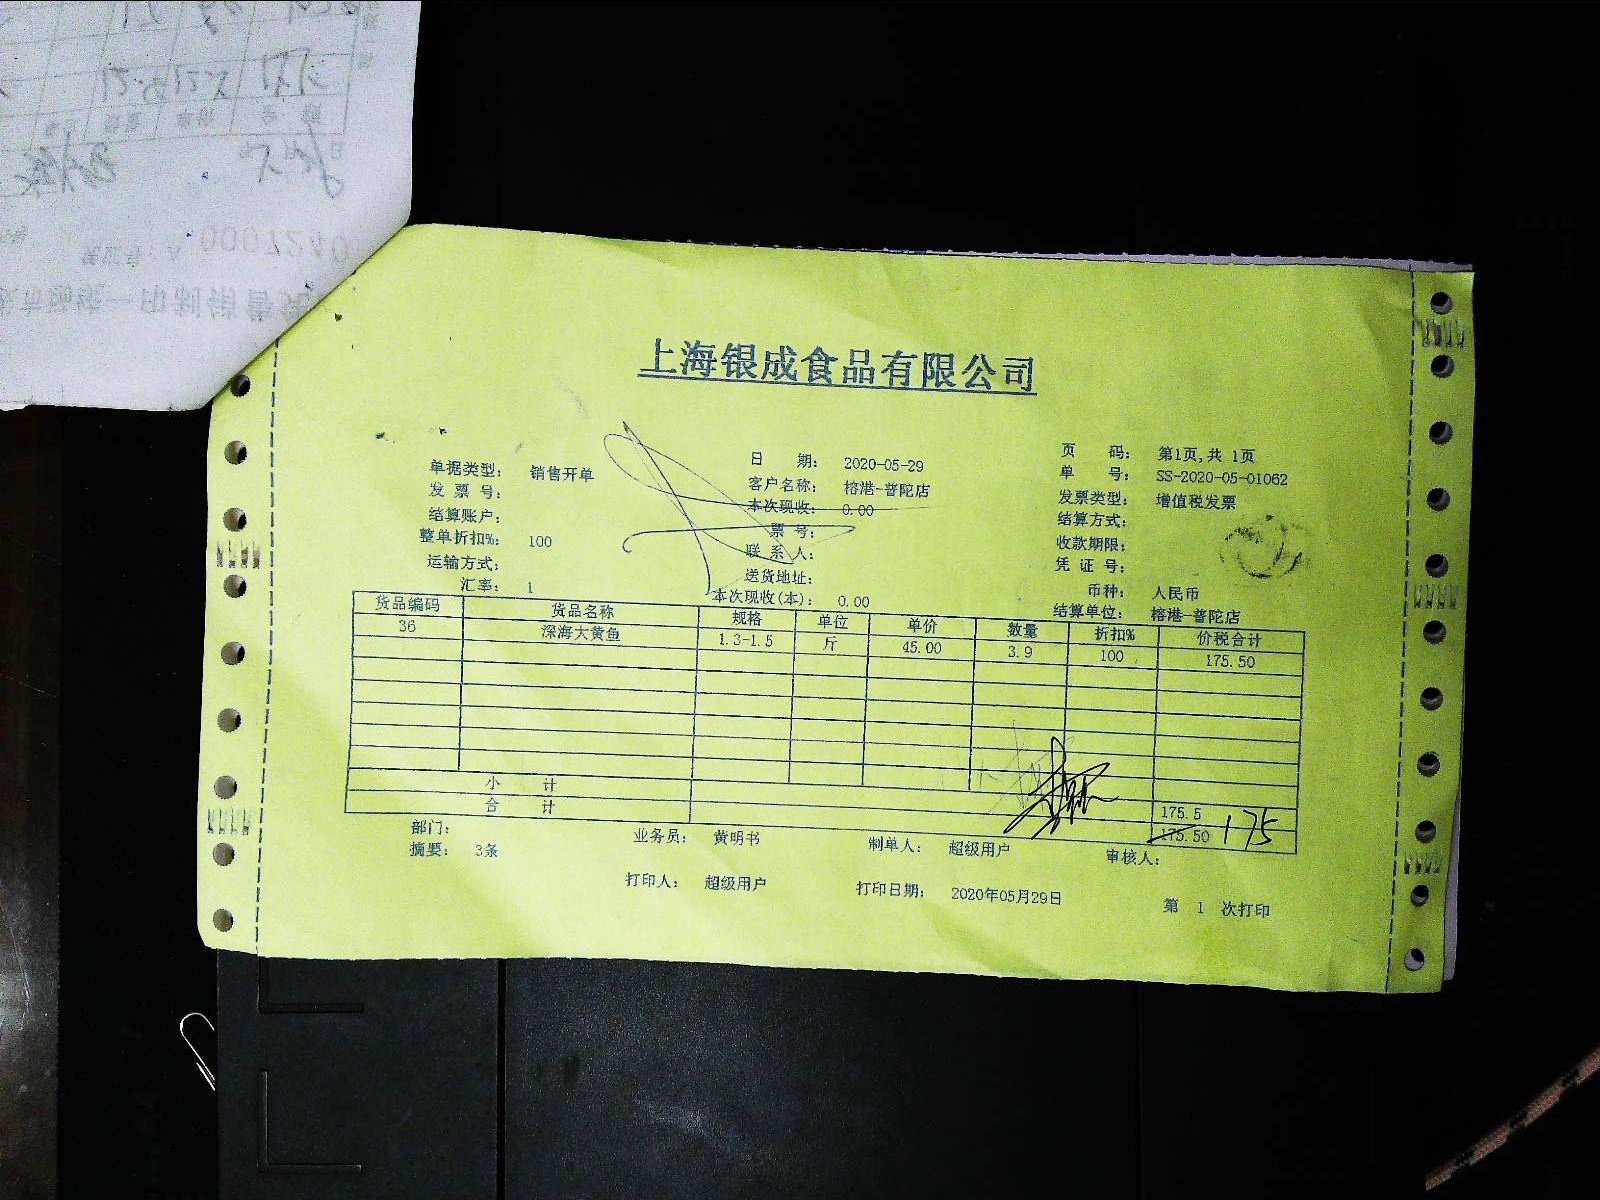 0007240
上海银成食品有限公司
单据类型: 销售开单 日 期: 2020-05-29 页 码: 第1页,共 1页
发 票 号: 客户名称: 榕港-普陀店 单 号: SS-2020-05-01062
结算账户: 本次现收: 0.00 发票类型: 增值税发票
整单折扣%: 100 票 号: 结算方式:
运输方式: 联 系 人: 收款期限:
汇率: 1 送货地址: 凭 证 号:
本次现收(本): 0.00 币种: 人民币
结算单位: 榕港-普陀店
货品编码 货品名称 规格 单位 单价 数量 折扣% 价税合计
36 深海大黄鱼 1.3-1.5 斤 45.00 3.9 100 175.50
小 计 175.5
合 计 175.50 175
部门: 业务员: 黄明书 制单人: 超级用户 审核人:
摘要: 3条
打印人: 超级用户 打印日期: 2020年05月29日 第 1 次打印